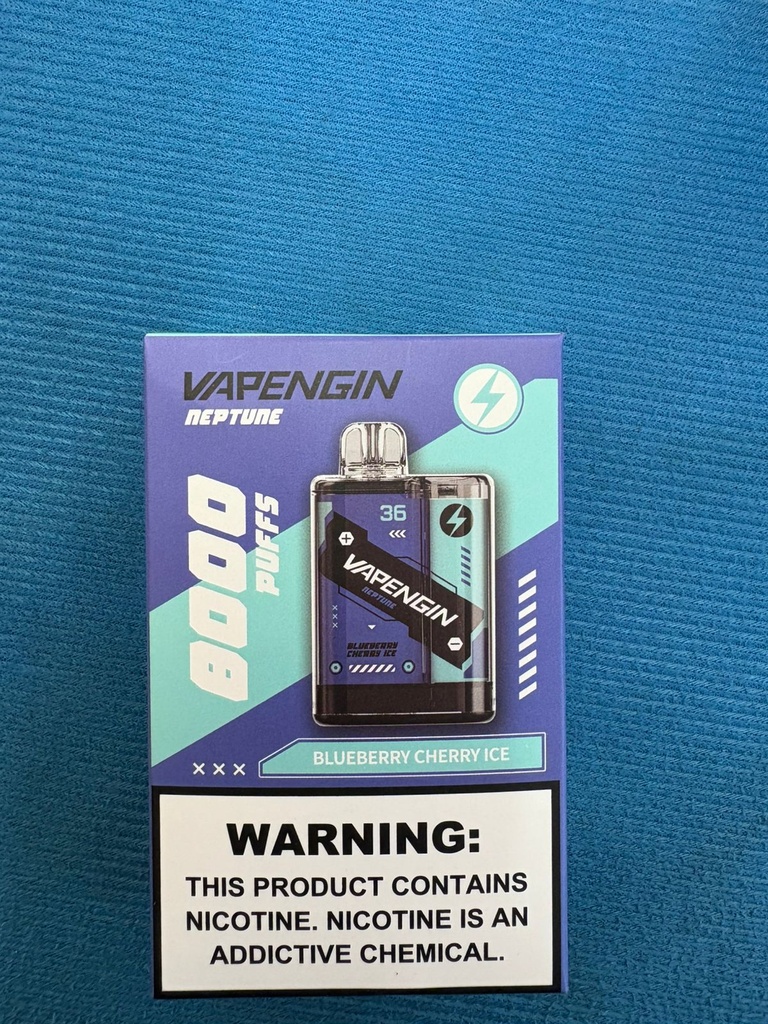 VAPENGIN
NEPTUNE
8000
PUFFS
36
VAPENGIN
NEPTUNE
BLUEBERRY
CHERRY ICE
BLUEBERRY CHERRY ICE
WARNING:
THIS PRODUCT CONTAINS
NICOTINE. NICOTINE IS AN
ADDICTIVE CHEMICAL.